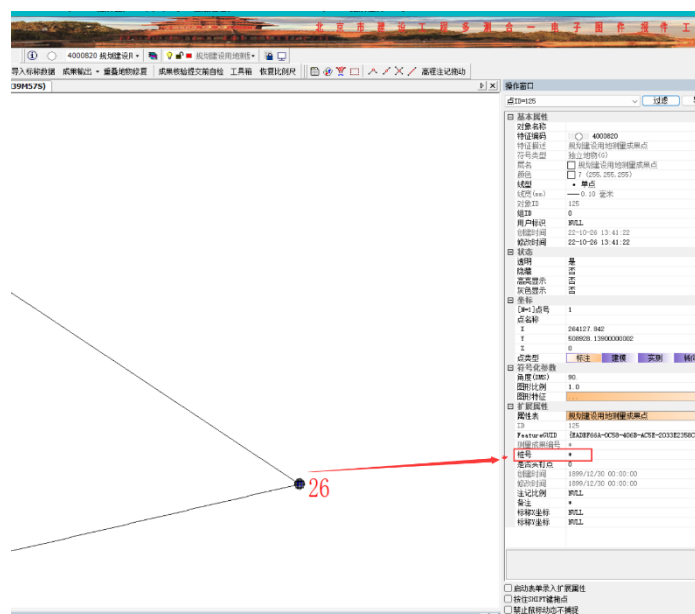 北京市建设工程多测合一电子图件报件工
4000820 规划建设用 规划建设用地测
导入标称数据 成果输出 重叠地物修复 成果核验提交前自检 工具箱 恢复比例尺 高程注记拖动
39M57S)
操作窗口
点ID=125 过滤
基本属性
对象名称
特征编码 4000820
特征描述 规划建设用地测量成果点
符号类型 独立地物(G)
层名 规划建设用地测量成果点
颜色 7 (255,255,255)
线型 单点
线宽(mm) 0.10 毫米
对象ID 125
组ID 0
用户标识 NULL
创建时间 22-10-26 13:41:22
修改时间 22-10-26 13:41:22
状态
透明 是
隐藏 否
高亮显示 否
灰色显示 否
坐标
[N=1]点号 1
点名称
X 284127.842
Y 508928.13900000002
Z 0
点类型 标注 建模 实测
符号化参数
角度(DMS) 90.
图形比例 1.0
图形特征 ...
扩展属性
属性表 规划建设用地测量成果点
ID 125
FeatureGUID {EADBF66A-0C58-406B-AC5E-2033E2358C
测量成果编号 *
桩号 *
是否共有点 0
创建时间 1899/12/30 00:00:00
修改时间 1899/12/30 00:00:00
注记比例 NULL
备注 *
标称X坐标 NULL
标称Y坐标 NULL
26
启动表单录入扩展属性
按住SHIFT键捕点
禁止鼠标动态不捕捉